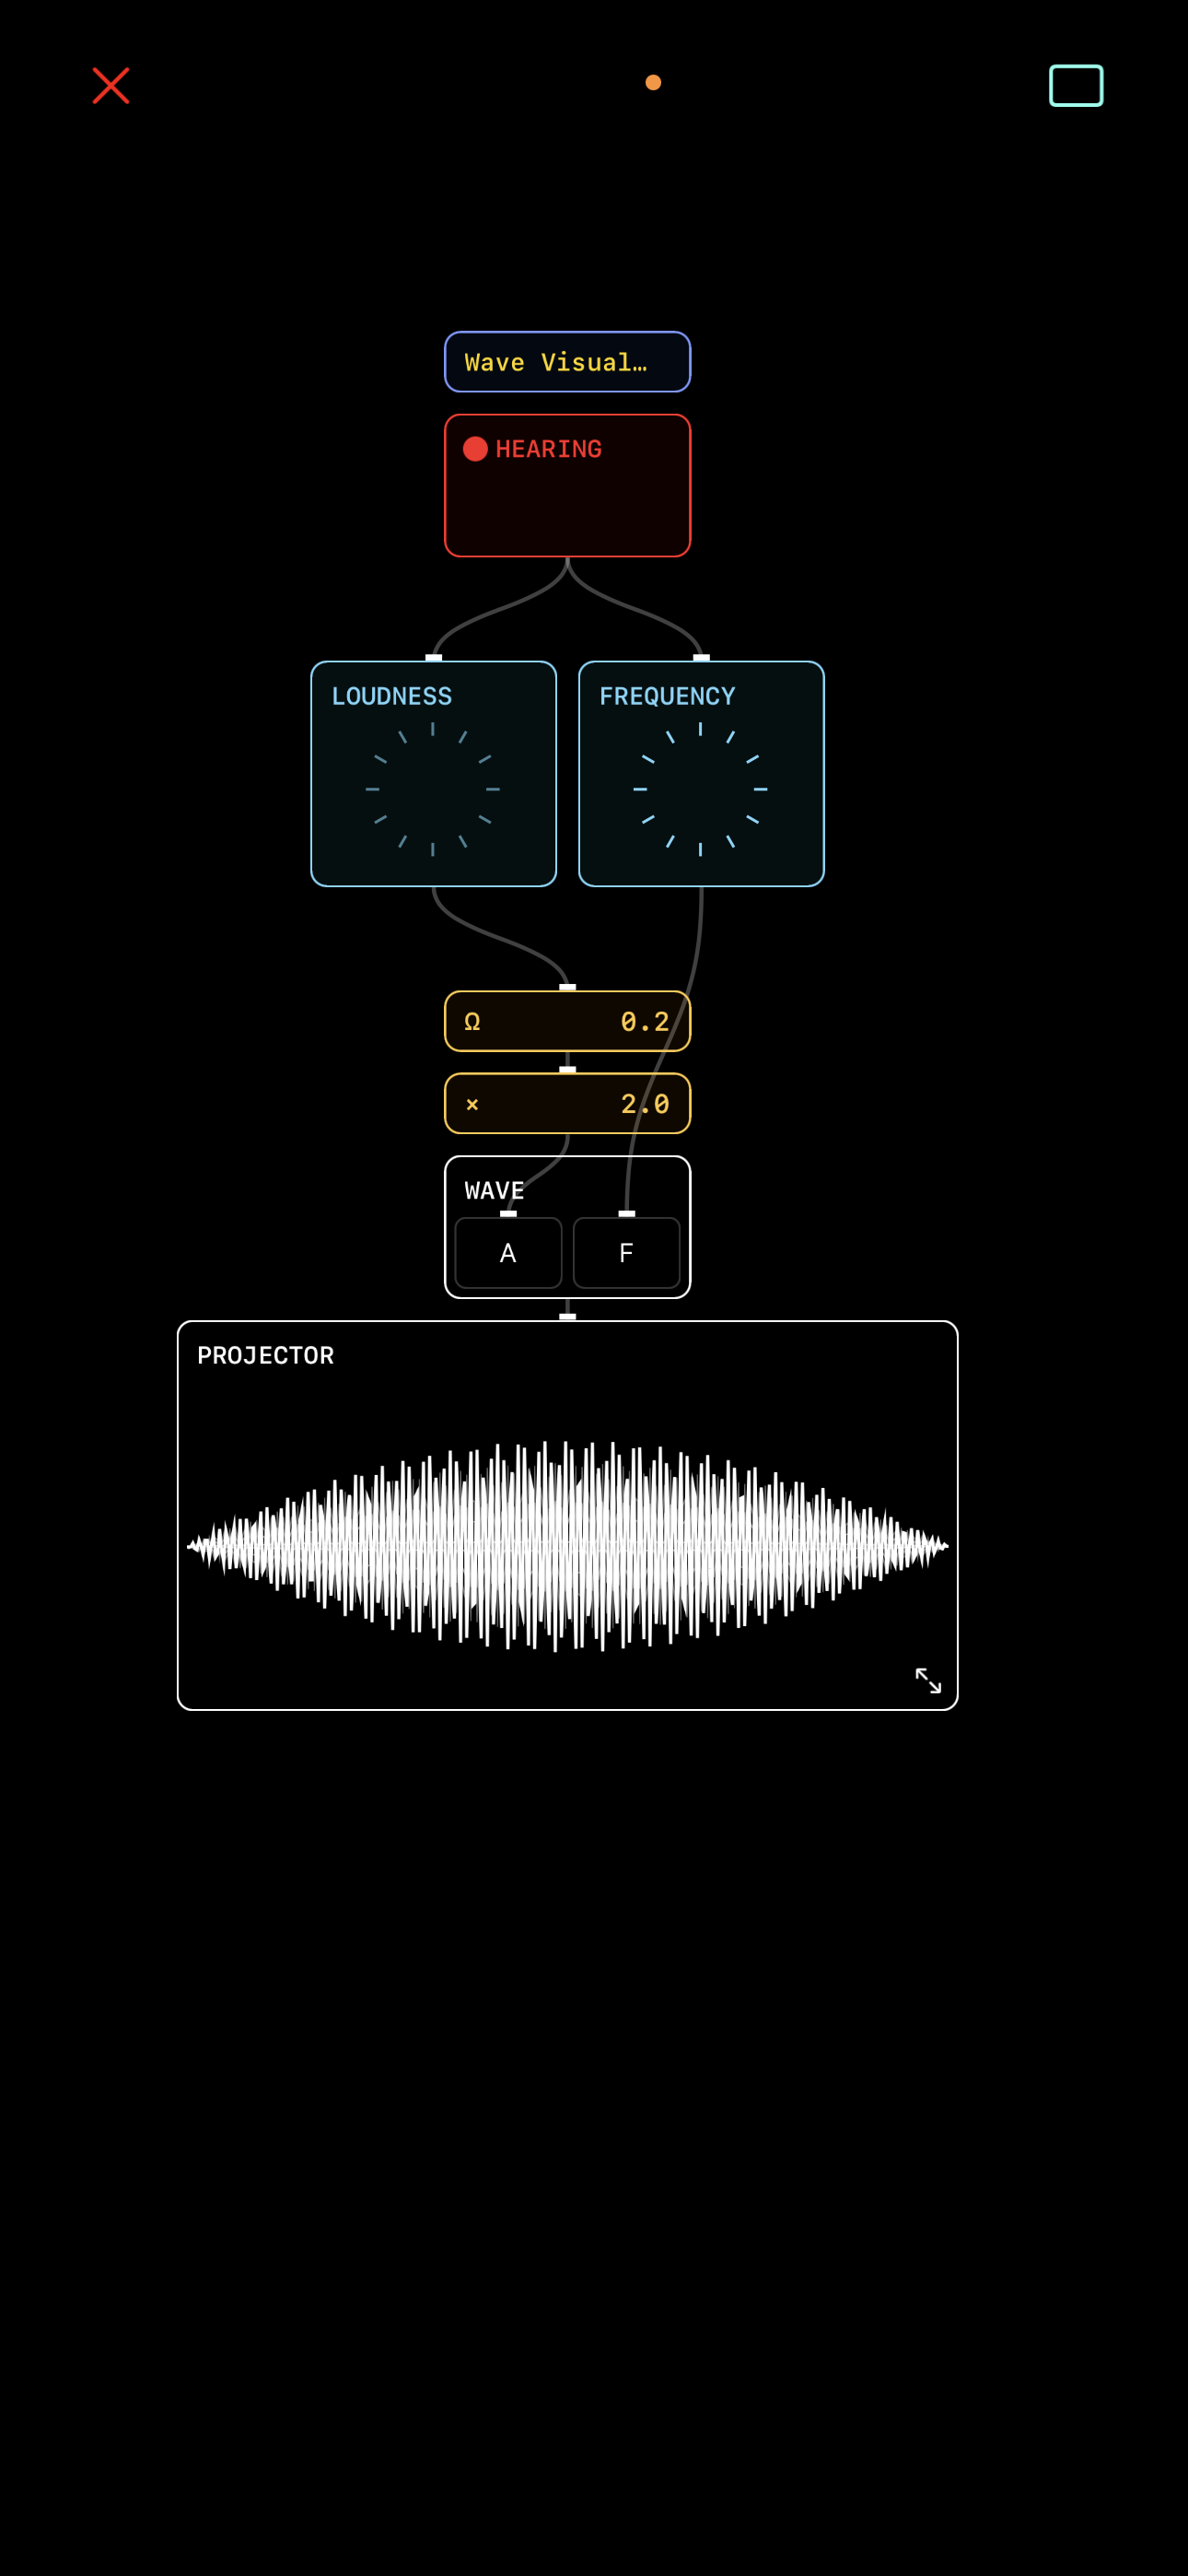 Wave Visual…
HEARING
LOUDNESS
FREQUENCY
Ω 0.2
× 2.0
WAVE
A F
PROJECTOR